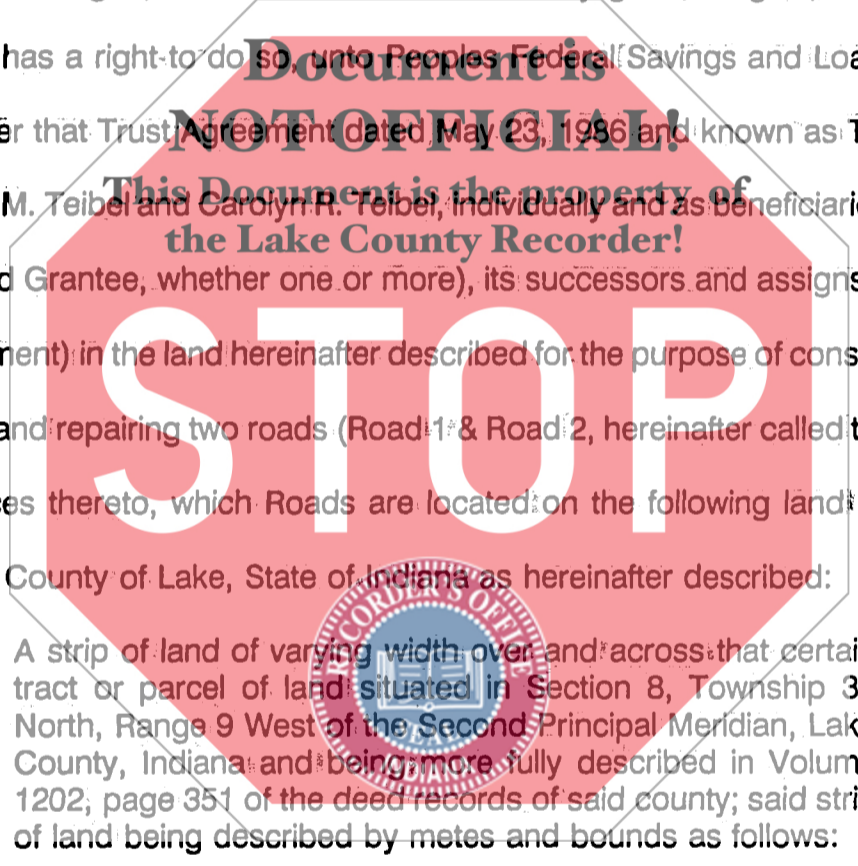 has a right to do so, unto Peoples Federal Savings and Loa
Document is
er that Trust Agreement dated May 23, 1986 and known as T
NOT OFFICIAL!
This Document is the property of
M. Teibel and Carolyn R. Teibel, individually and as beneficiari
the Lake County Recorder!
d Grantee, whether one or more), its successors and assigns
ment) in the land hereinafter described for the purpose of cons
STOP
and repairing two roads (Road 1 & Road 2, hereinafter called t
es thereto, which Roads are located on the following land
County of Lake, State of Indiana as hereinafter described:
RECORDER'S OFFICE
A strip of land of varying width over and across that certai
tract or parcel of land situated in Section 8, Township 3
North, Range 9 West of the Second Principal Meridian, Lak
SEAL
County, Indiana and being more fully described in Volum
INDIANA
1202, page 351 of the deed records of said county; said stri
of land being described by metes and bounds as follows: